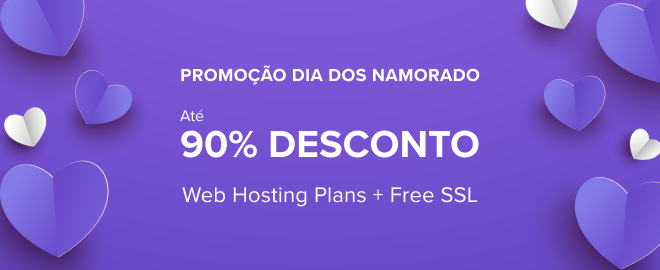 PROMOÇÃO DIA DOS NAMORADO
Até
90% DESCONTO
Web Hosting Plans + Free SSL